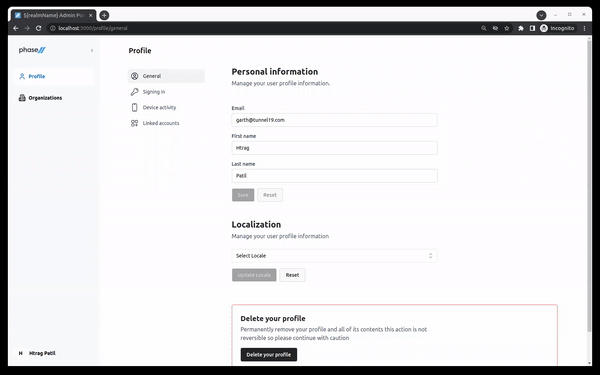 ${realmName} Admin Po
localhost:3000/profile/general
Incognito
phase//
Profile
Organizations
Profile
General
Signing in
Device activity
Linked accounts
Personal information
Manage your user profile information.
Email
garth@tunnel19.com
First name
Htrag
Last name
Patil
Save Reset
Localization
Manage your user profile information
Select Locale
Update Locale Reset
Delete your profile
Permanently remove your profile and all of its contents this action is not
reversible so please continue with caution
Delete your profile
H Htrag Patil